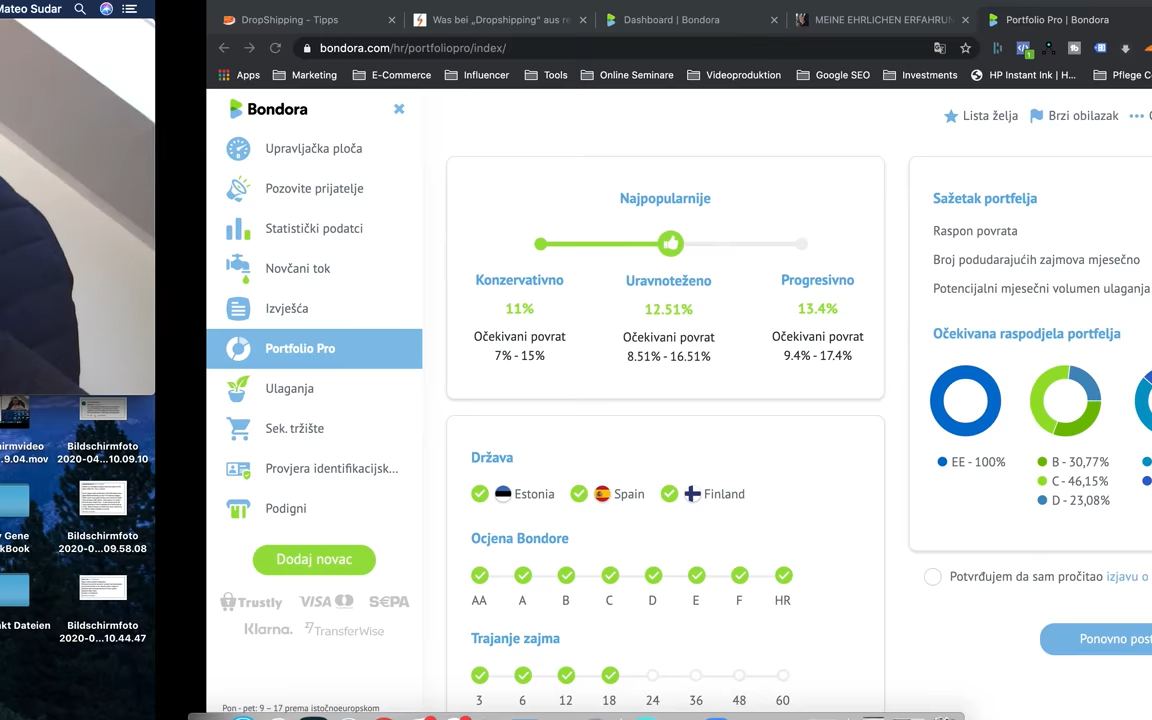 Mateo Sudar
DropShipping - Tipps
Was bei „Dropshipping“ aus re
Dashboard | Bondora
MEINE EHRLICHEN ERFAHRUN
Portfolio Pro | Bondora
bondora.com/hr/portfoliopro/index/
Apps
Marketing
E-Commerce
Influencer
Tools
Online Seminare
Videoproduktion
Google SEO
Investments
HP Instant Ink | H...
Pflege C
Bondora
Upravljačka ploča
Pozovite prijatelje
Statistički podatci
Novčani tok
Izvješća
Portfolio Pro
Ulaganja
Sek. tržište
Provjera identifikacijsk...
Podigni
Dodaj novac
Trustly VISA SEPA
Klarna. TransferWise
Pon - pet: 9 – 17 prema istočnoeuropskom
Lista želja
Brzi obilazak
Najpopularnije
Konzervativno
11%
Očekivani povrat
7% - 15%
Uravnoteženo
12.51%
Očekivani povrat
8.51% - 16.51%
Progresivno
13.4%
Očekivani povrat
9.4% - 17.4%
Država
Estonia Spain Finland
Ocjena Bondore
AA A B C D E F HR
Trajanje zajma
3 6 12 18 24 36 48 60
Sažetak portfelja
Raspon povrata
Broj podudarajućih zajmova mjesečno
Potencijalni mjesečni volumen ulaganja
Očekivana raspodjela portfelja
EE - 100%
B - 30,77%
C - 46,15%
D - 23,08%
Potvrđujem da sam pročitao izjavu o
Ponovno post
irmvideo
.9.04.mov
Bildschirmfoto
2020-04...10.09.10
y Gene
kBook
Bildschirmfoto
2020-0...09.58.08
kt Dateien
Bildschirmfoto
2020-0...10.44.47